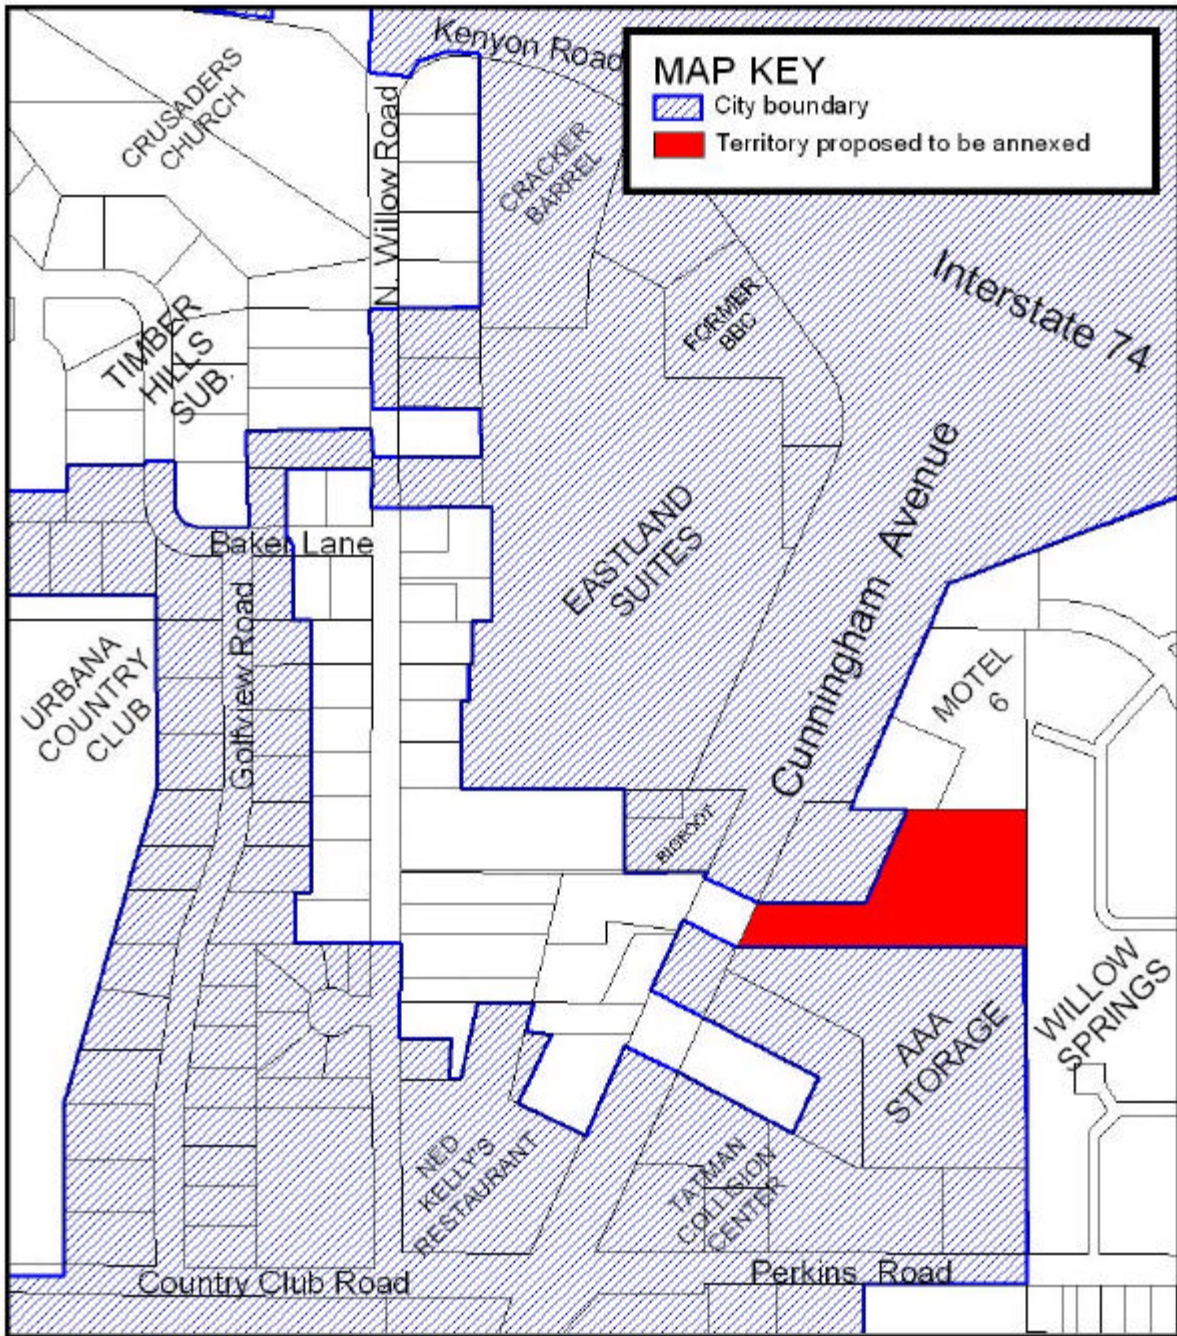 Kenyon Road
MAP KEY
City boundary
Territory proposed to be annexed
CRUSADERS
CHURCH
N. Willow Road
CRACKER
BARREL
Interstate 74
FORMER
BBC
TIMBER
HILLS
SUB.
Cunningham Avenue
EASTLAND
SUITES
Baker Lane
Golfview Road
URBANA
COUNTRY
CLUB
MOTEL
6
BIGFOOT
WILLOW
SPRINGS
AAA
STORAGE
NED
KELLY'S
RESTAURANT
TATMAN
COLLISION
CENTER
Country Club Road
Perkins Road